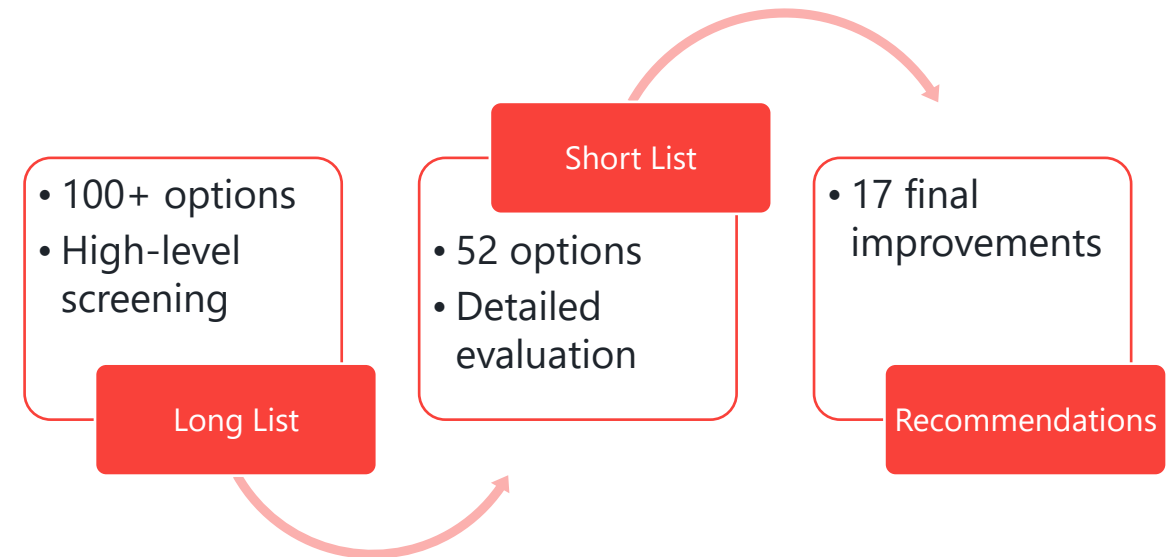 • 100+ options
• High-level
screening
Long List
Short List
• 52 options
• Detailed
evaluation
• 17 final
improvements
Recommendations